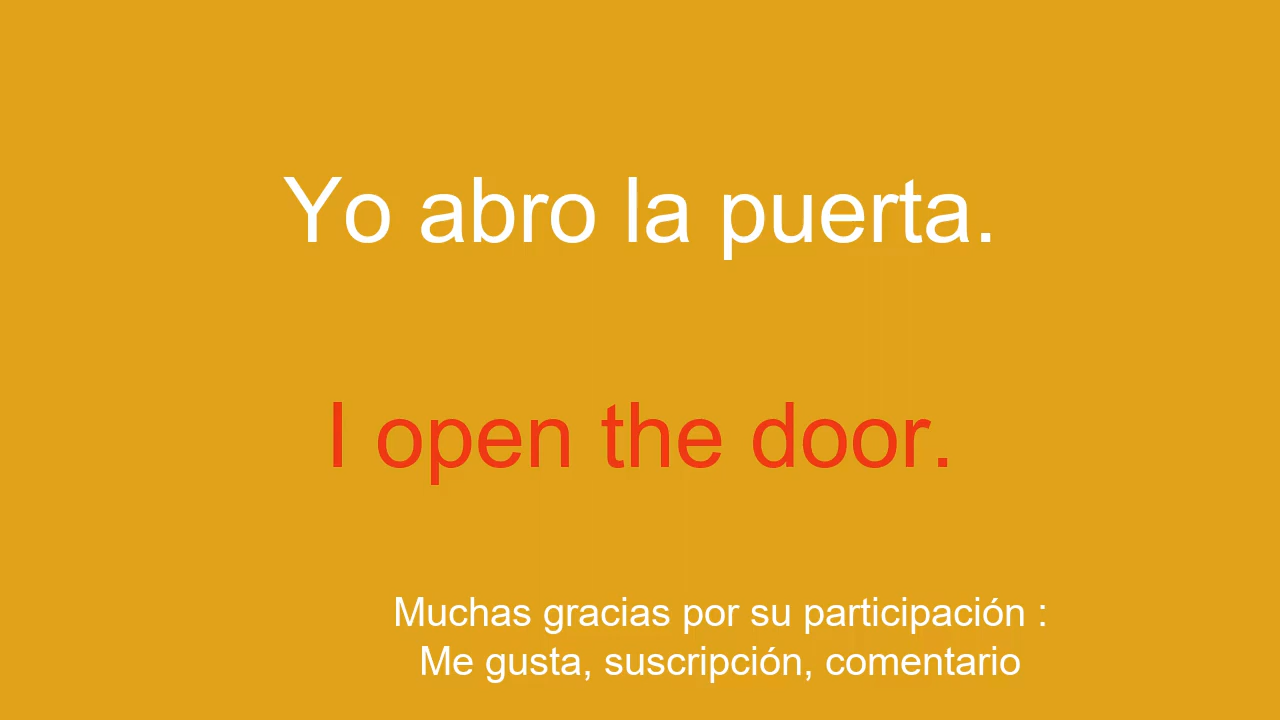 Yo abro la puerta.
I open the door.
Muchas gracias por su participación :
Me gusta, suscripción, comentario